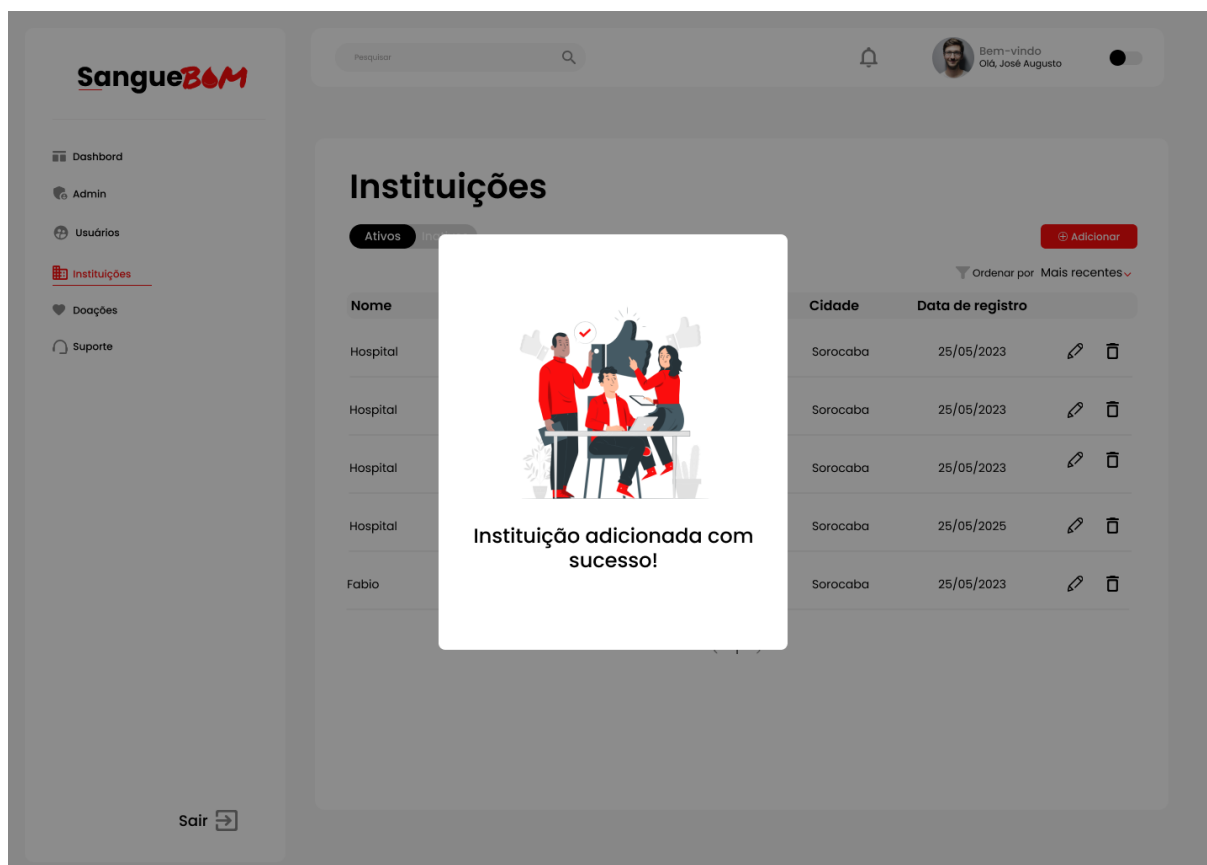 SangueBOM
Pesquisar
Bem-vindo
Olá, José Augusto
Dashbord
Admin
Usuários
Instituições
Doações
Suporte
Sair
Instituições
Ativos
Adicionar
Ordenar por Mais recentes
Nome Cidade Data de registro
Hospital Sorocaba 25/05/2023
Hospital Sorocaba 25/05/2023
Hospital Sorocaba 25/05/2023
Hospital Sorocaba 25/05/2025
Fabio Sorocaba 25/05/2023
Instituição adicionada com
sucesso!